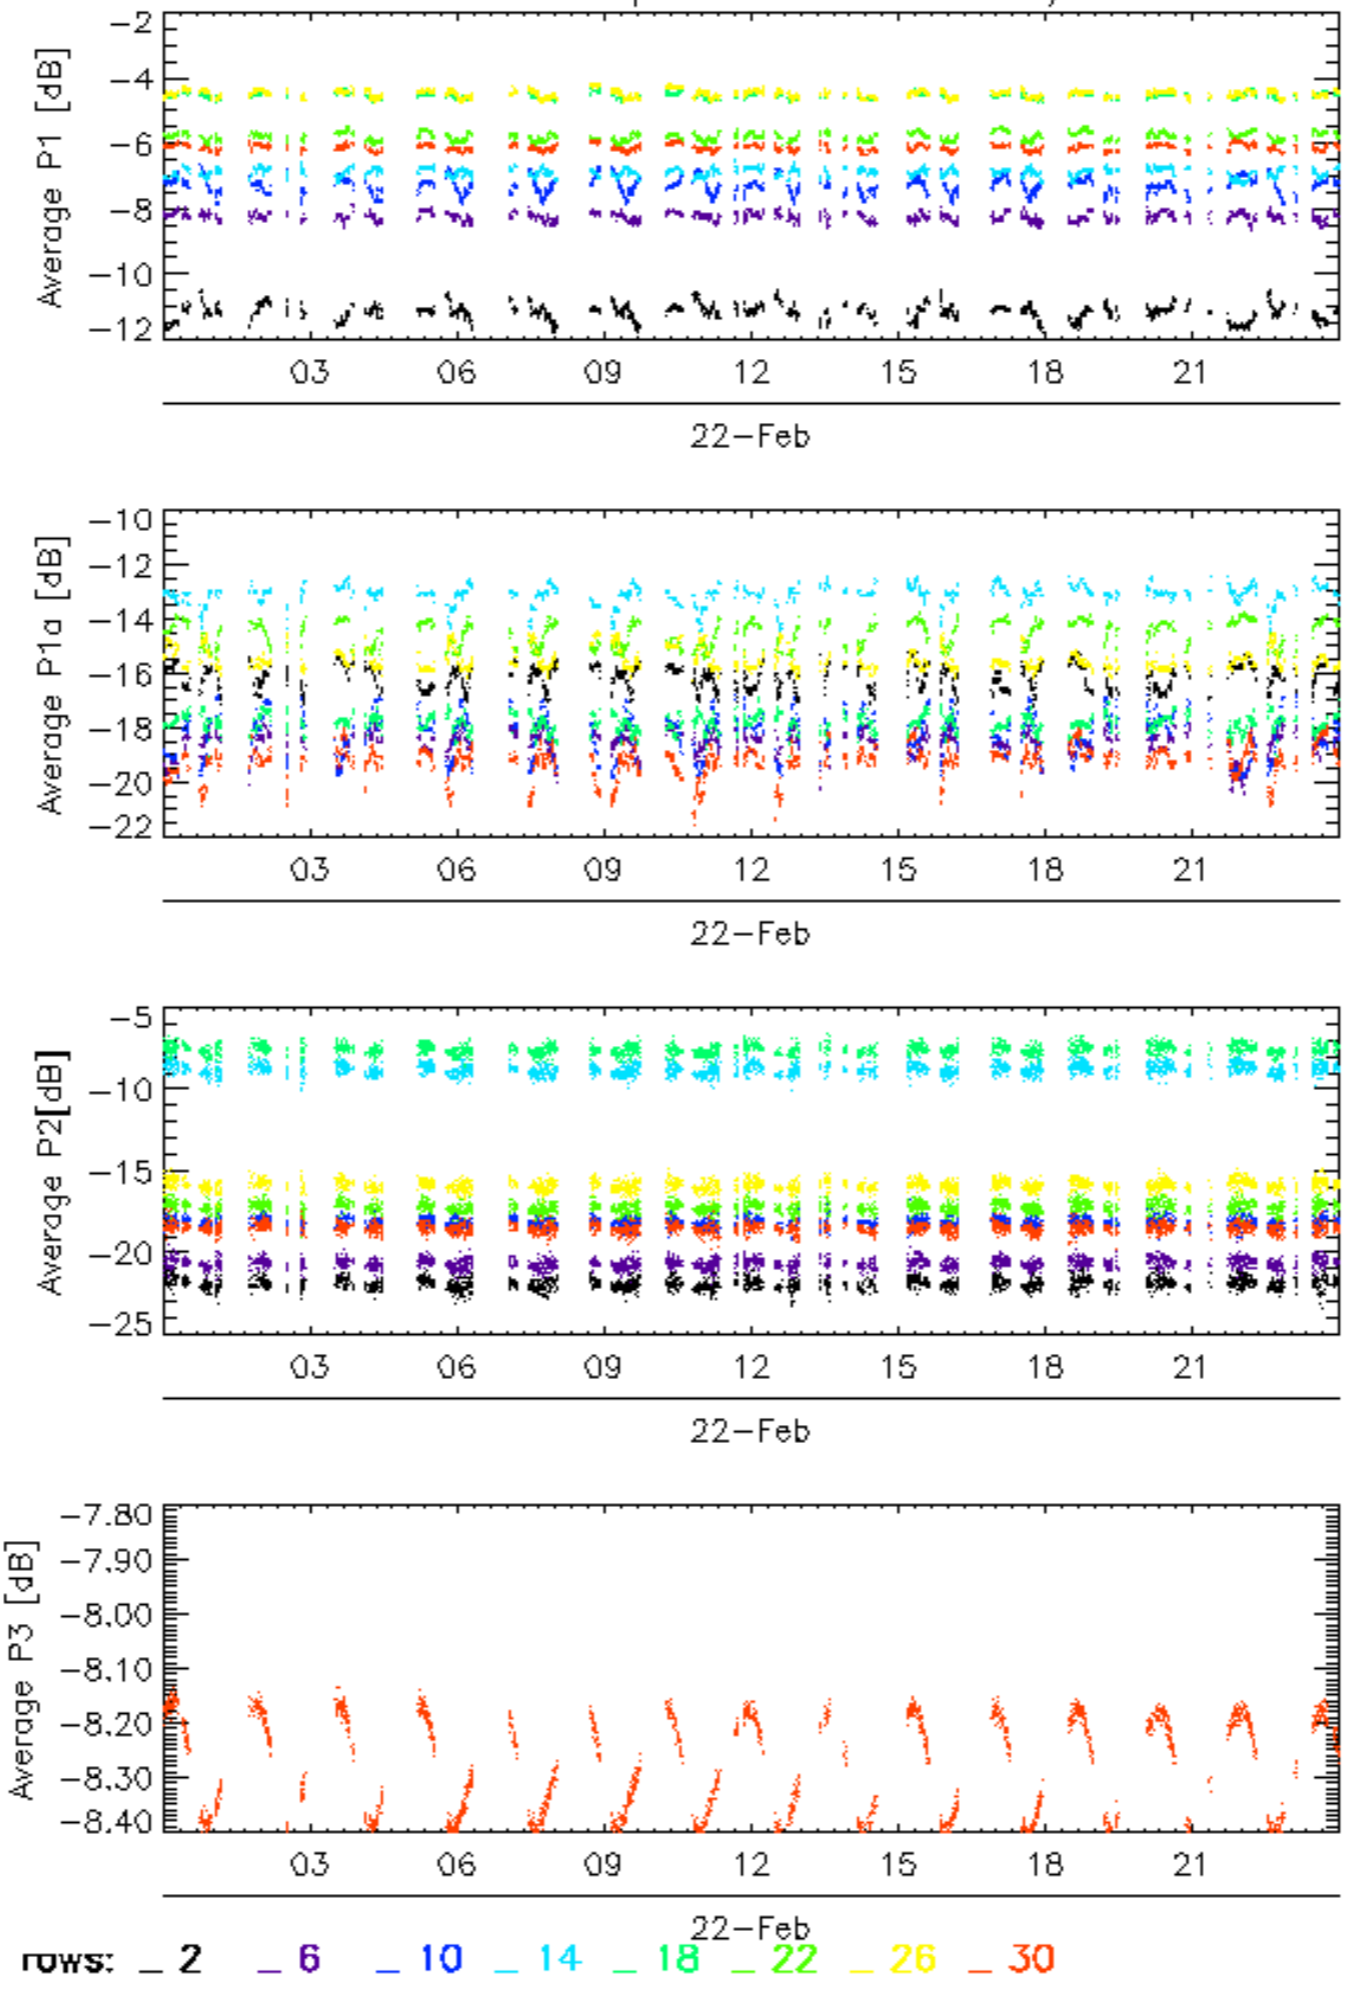 −2
−4
−6
−8
−10
−12
Average P1 [dB]
03 06 09 12 15 18 21
22−Feb
−10
−12
−14
−16
−18
−20
−22
Average P1a [dB]
03 06 09 12 15 18 21
22−Feb
−5
−10
−15
−20
−25
Average P2[dB]
03 06 09 12 15 18 21
22−Feb
−7.80
−7.90
−8.00
−8.10
−8.20
−8.30
−8.40
Average P3 [dB]
03 06 09 12 15 18 21
22−Feb
rows: _ 2 _ 6 _ 10 _ 14 _ 18 _ 22 _ 26 _ 30